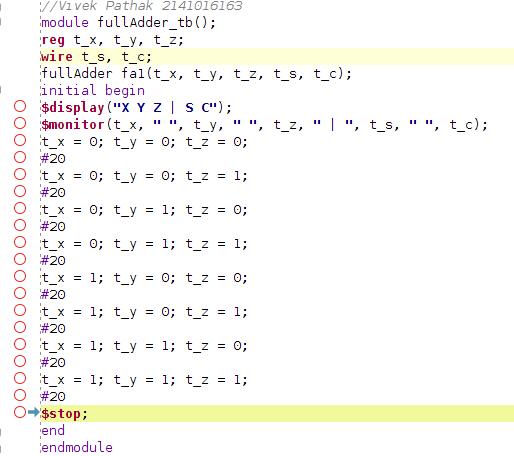 //Vivek Pathak 2141016163
module fullAdder_tb();
reg t_x, t_y, t_z;
wire t_s, t_c;
fullAdder fa1(t_x, t_y, t_z, t_s, t_c);
initial begin
$display("X Y Z | S C");
$monitor(t_x, " ", t_y, " ", t_z, " | ", t_s, " ", t_c);
t_x = 0; t_y = 0; t_z = 0;
#20
t_x = 0; t_y = 0; t_z = 1;
#20
t_x = 0; t_y = 1; t_z = 0;
#20
t_x = 0; t_y = 1; t_z = 1;
#20
t_x = 1; t_y = 0; t_z = 0;
#20
t_x = 1; t_y = 0; t_z = 1;
#20
t_x = 1; t_y = 1; t_z = 0;
#20
t_x = 1; t_y = 1; t_z = 1;
#20
$stop;
end
endmodule